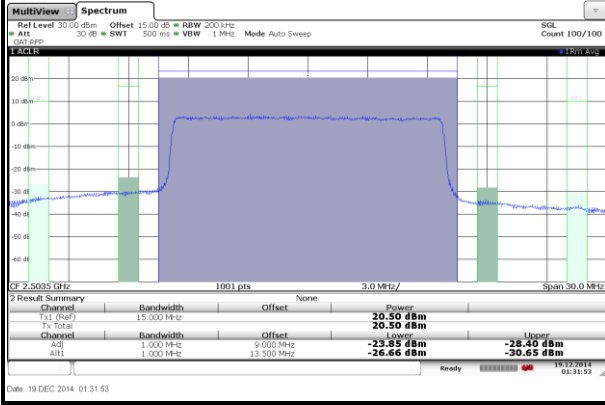 MultiView Spectrum
Ref Level 30.00 dBm Offset 15.00 dB RBW 200 kHz SGL
Att 30 dB SWT 500 ms VBW 1 MHz Mode Auto Sweep Count 100/100
GAT:RFP
1 ACLR 1Rm Avg
20 dBm
10 dBm
0 dBm
-10 dBm
-20 dBm
-30 dBm
-40 dB
-50 dB
-60 dB
CF 2.5035 GHz 1001 pts 3.0 MHz/ Span 30.0 MHz
2 Result Summary None
Channel Bandwidth Offset Power
Tx1 (Ref) 15.000 MHz 20.50 dBm
Tx Total 20.50 dBm
Channel Bandwidth Offset Lower Upper
Adj 1.000 MHz 9.000 MHz -23.85 dBm -28.40 dBm
Alt1 1.000 MHz 13.500 MHz -26.66 dBm -30.65 dBm
Ready 19.12.2014
01:31:53
Date: 19.DEC.2014 01:31:53